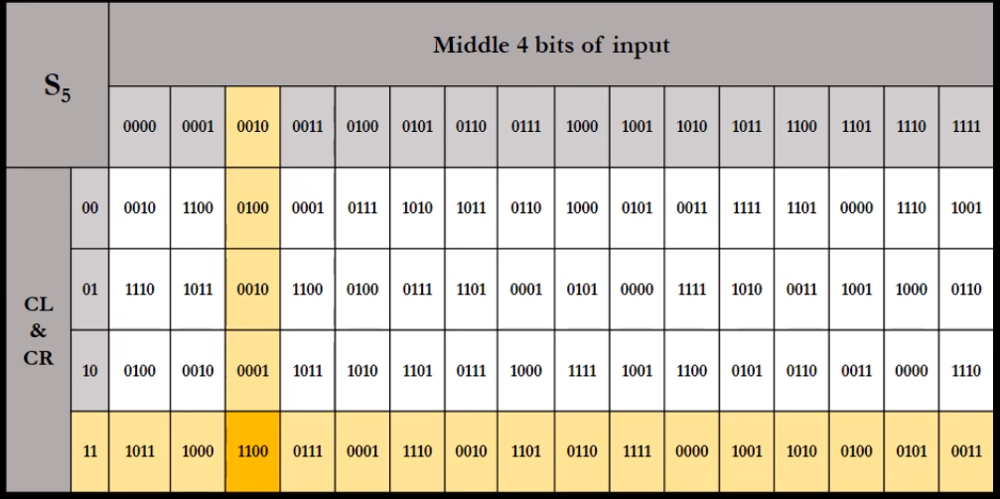 S5
Middle 4 bits of input
0000 0001 0010 0011 0100 0101 0110 0111 1000 1001 1010 1011 1100 1101 1110 1111
CL
&
CR
00 0010 1100 0100 0001 0111 1010 1011 0110 1000 0101 0011 1111 1101 0000 1110 1001
01 1110 1011 0010 1100 0100 0111 1101 0001 0101 0000 1111 1010 0011 1001 1000 0110
10 0100 0010 0001 1011 1010 1101 0111 1000 1111 1001 1100 0101 0110 0011 0000 1110
11 1011 1000 1100 0111 0001 1110 0010 1101 0110 1111 0000 1001 1010 0100 0101 0011